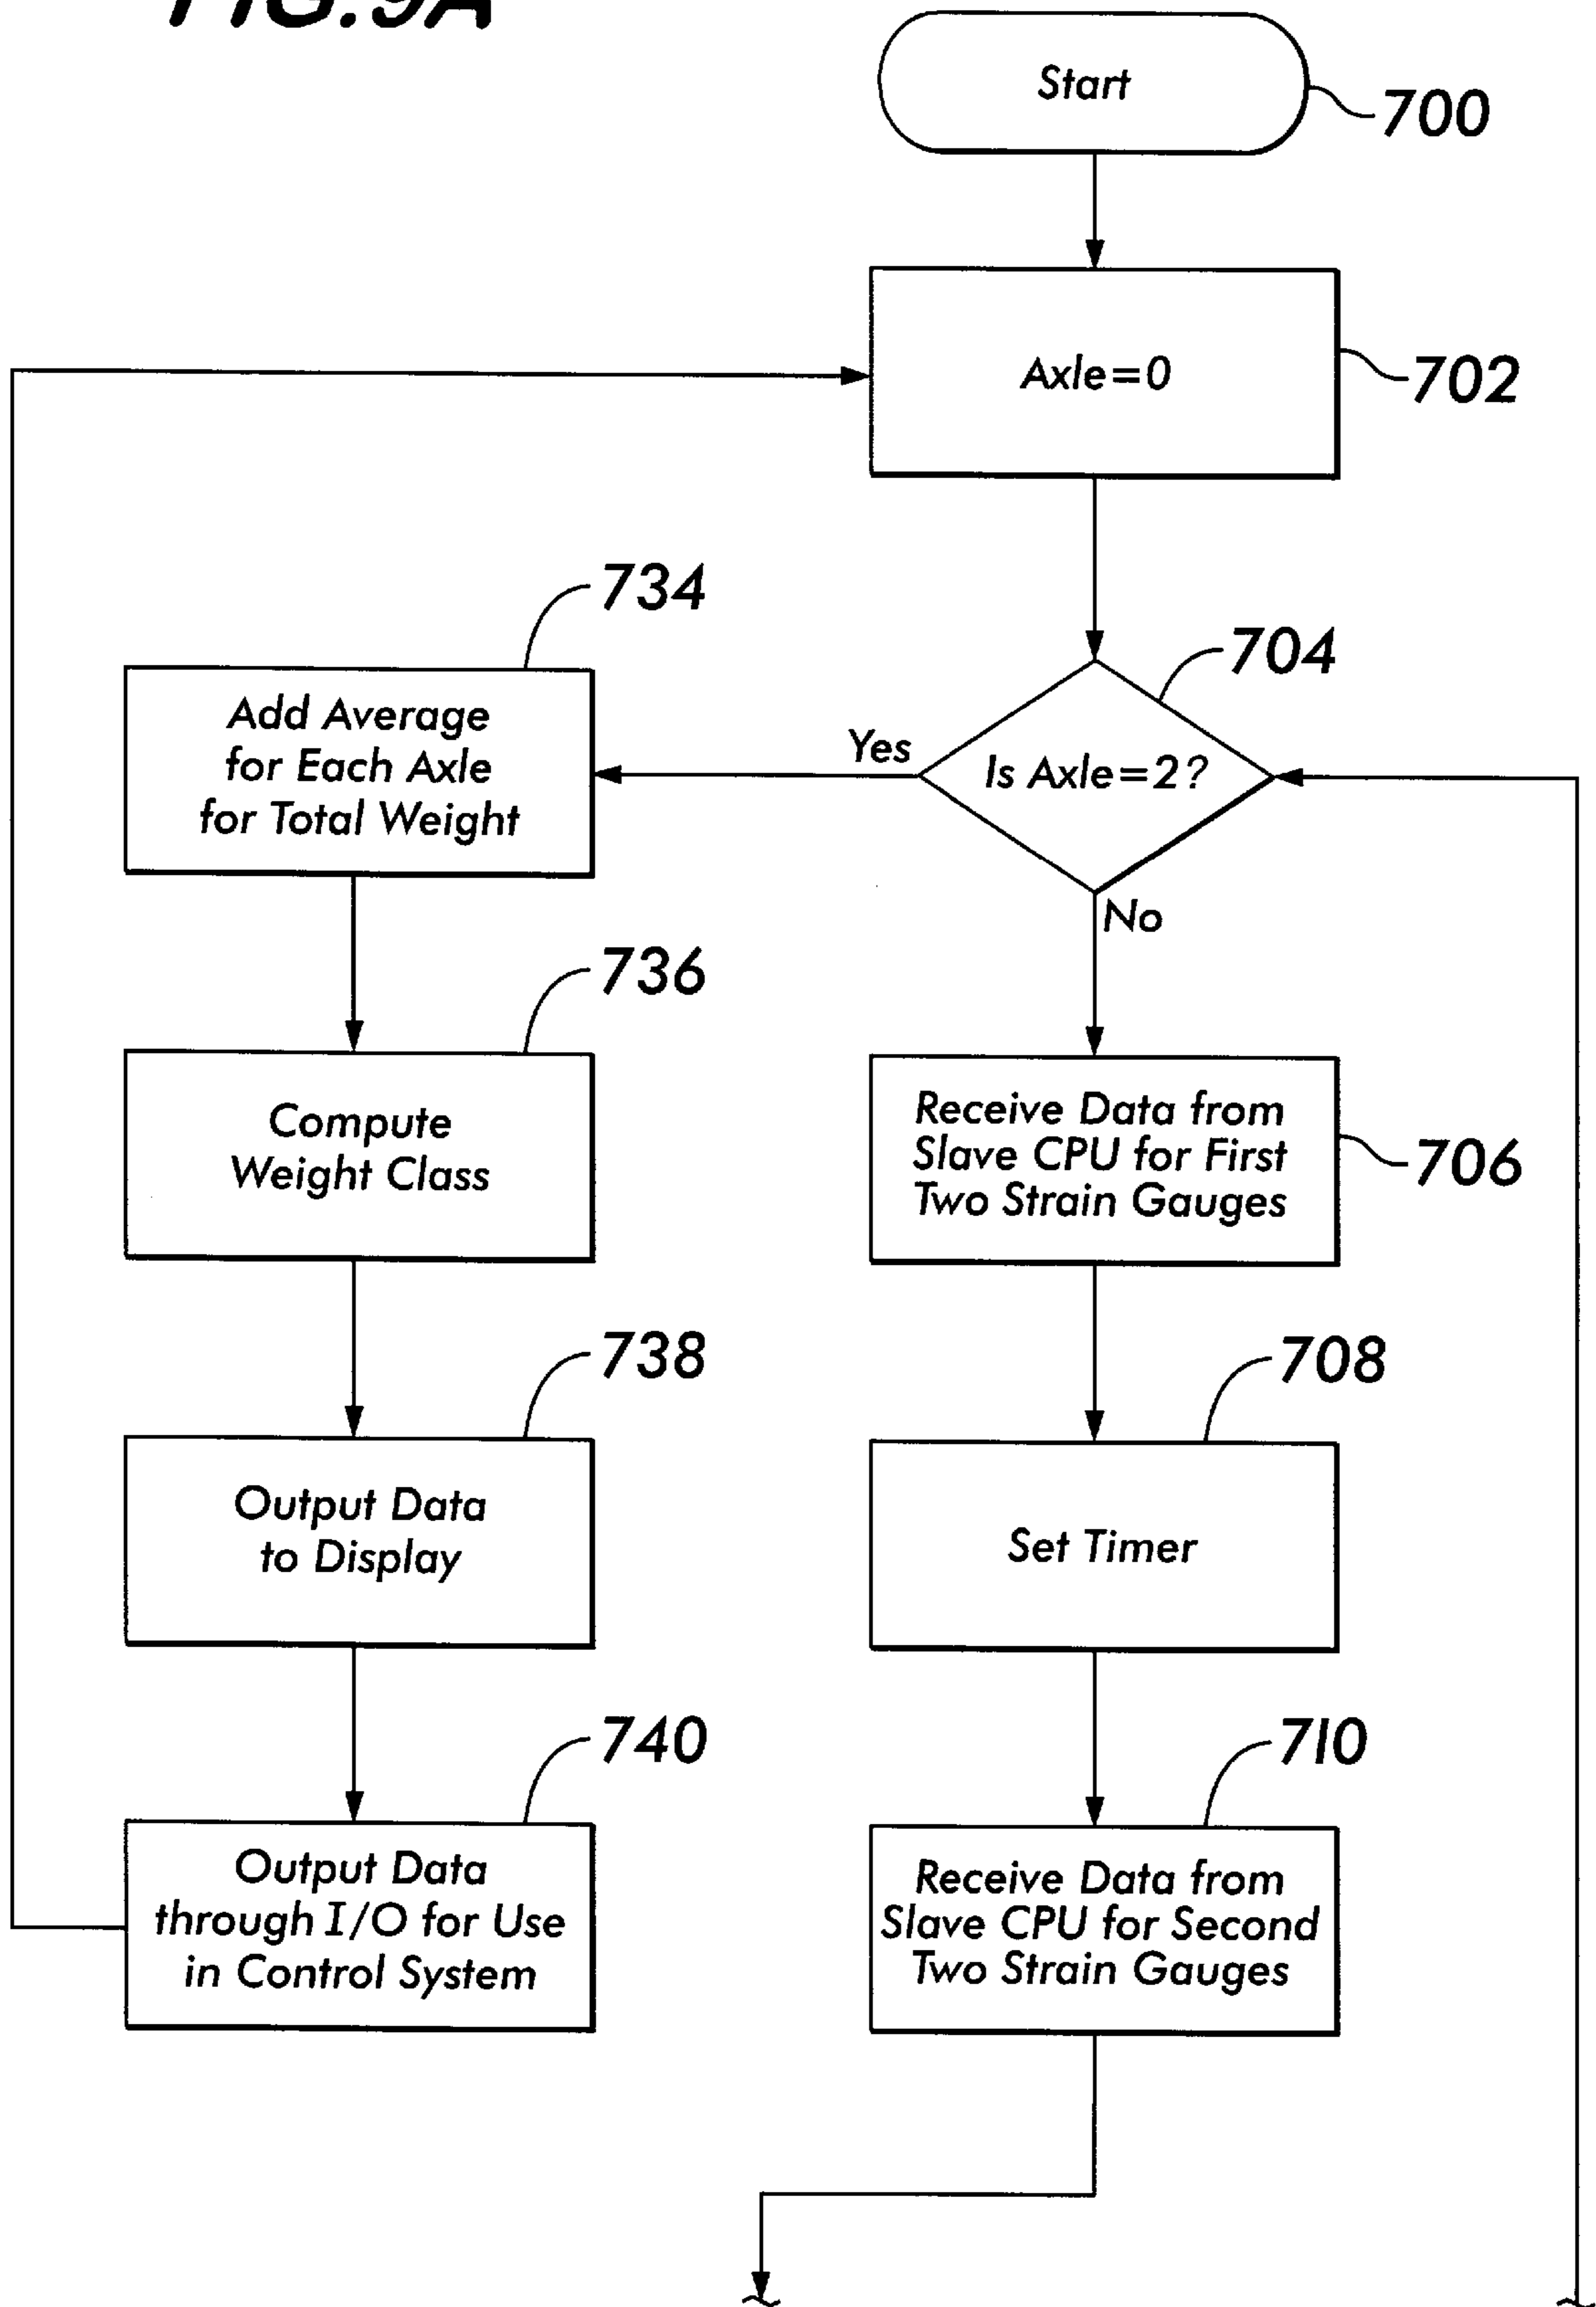 FIG.9A
Start
700
Axle=0
702
734
704
Add Average
for Each Axle
for Total Weight
Yes
Is Axle=2?
No
736
Compute
Weight Class
Receive Data from
Slave CPU for First
Two Strain Gauges
706
738
708
Output Data
to Display
Set Timer
740
710
Output Data
through I/O for Use
in Control System
Receive Data from
Slave CPU for Second
Two Strain Gauges